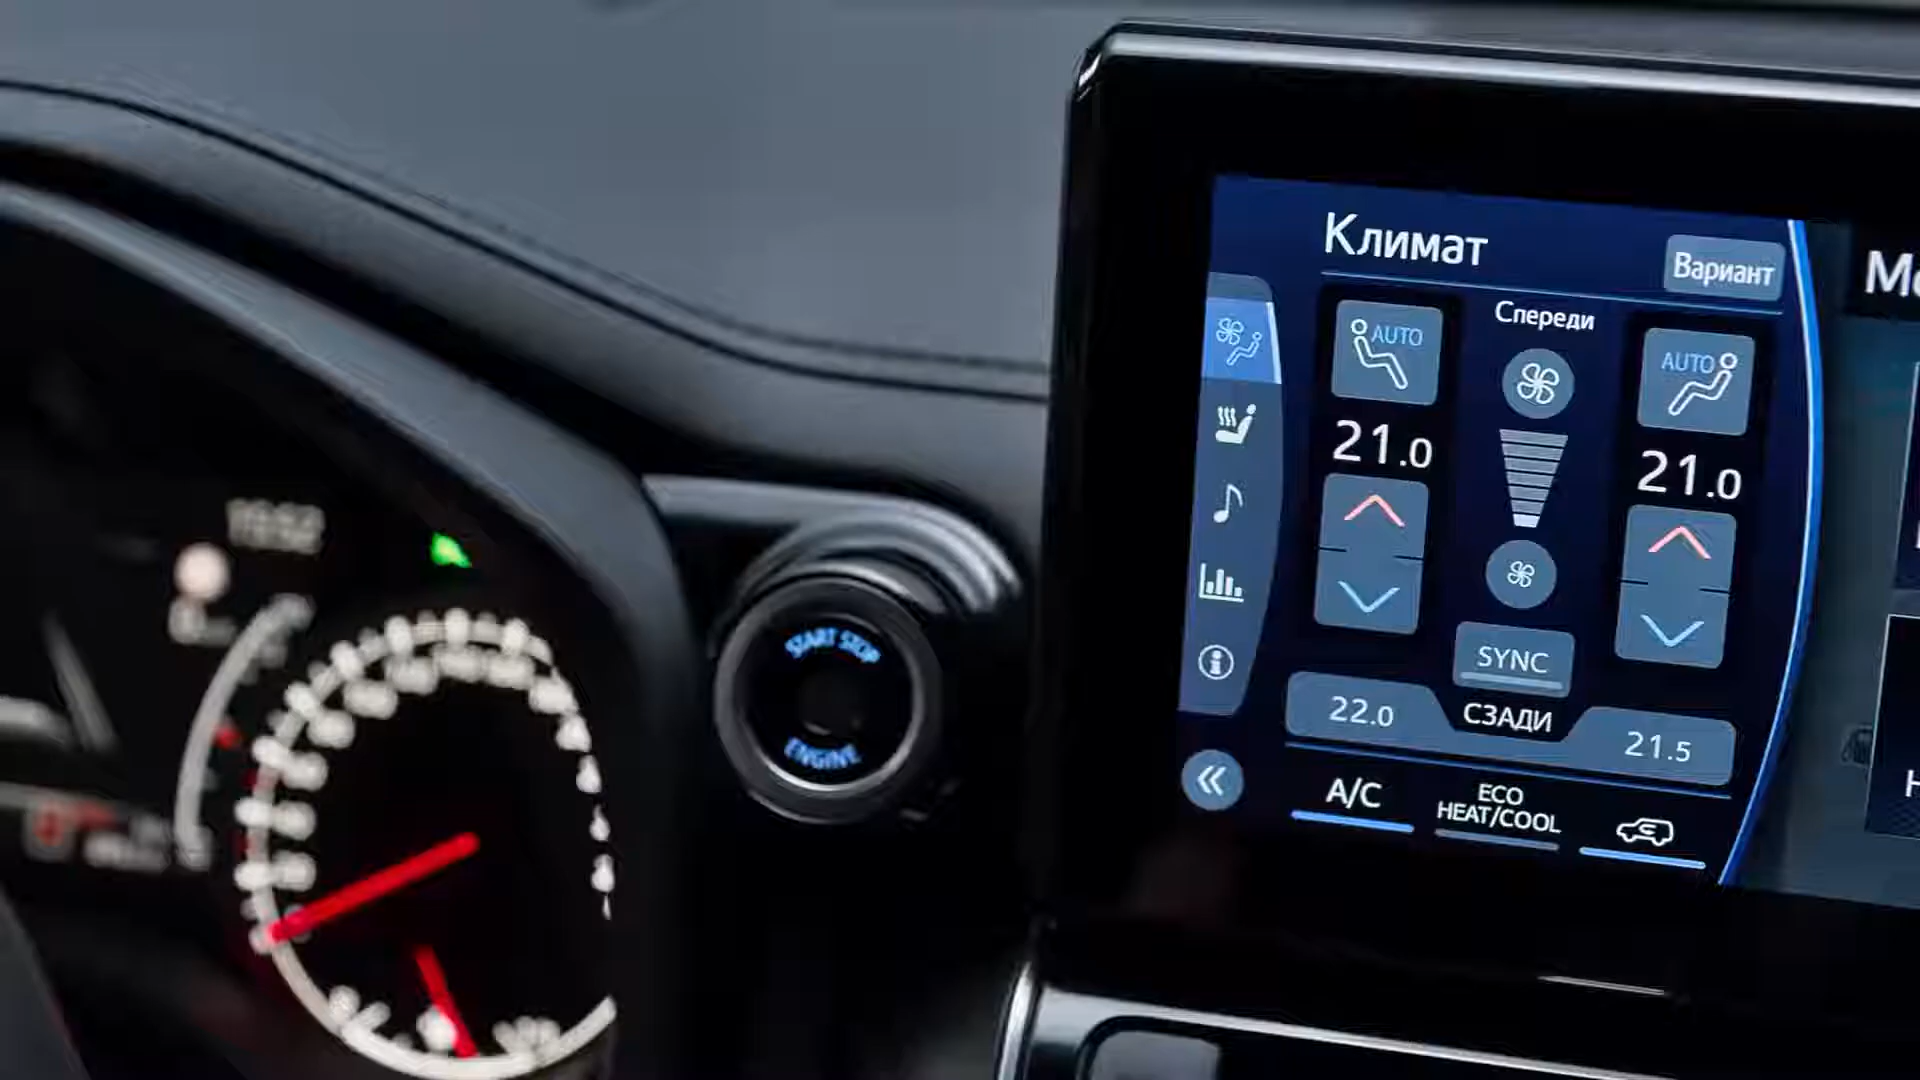 START STOP
ENGINE
Климат
Вариант
Спереди
AUTO
AUTO
21.0
21.0
SYNC
22.0
СЗАДИ
21.5
A/C
ECO
HEAT/COOL